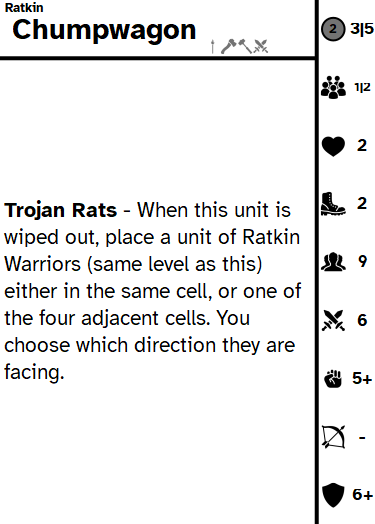 Ratkin
Chumpwagon
2 3|5
1|2
2
2
9
6
5+
-
6+
Trojan Rats - When this unit is
wiped out, place a unit of Ratkin
Warriors (same level as this)
either in the same cell, or one of
the four adjacent cells. You
choose which direction they are
facing.